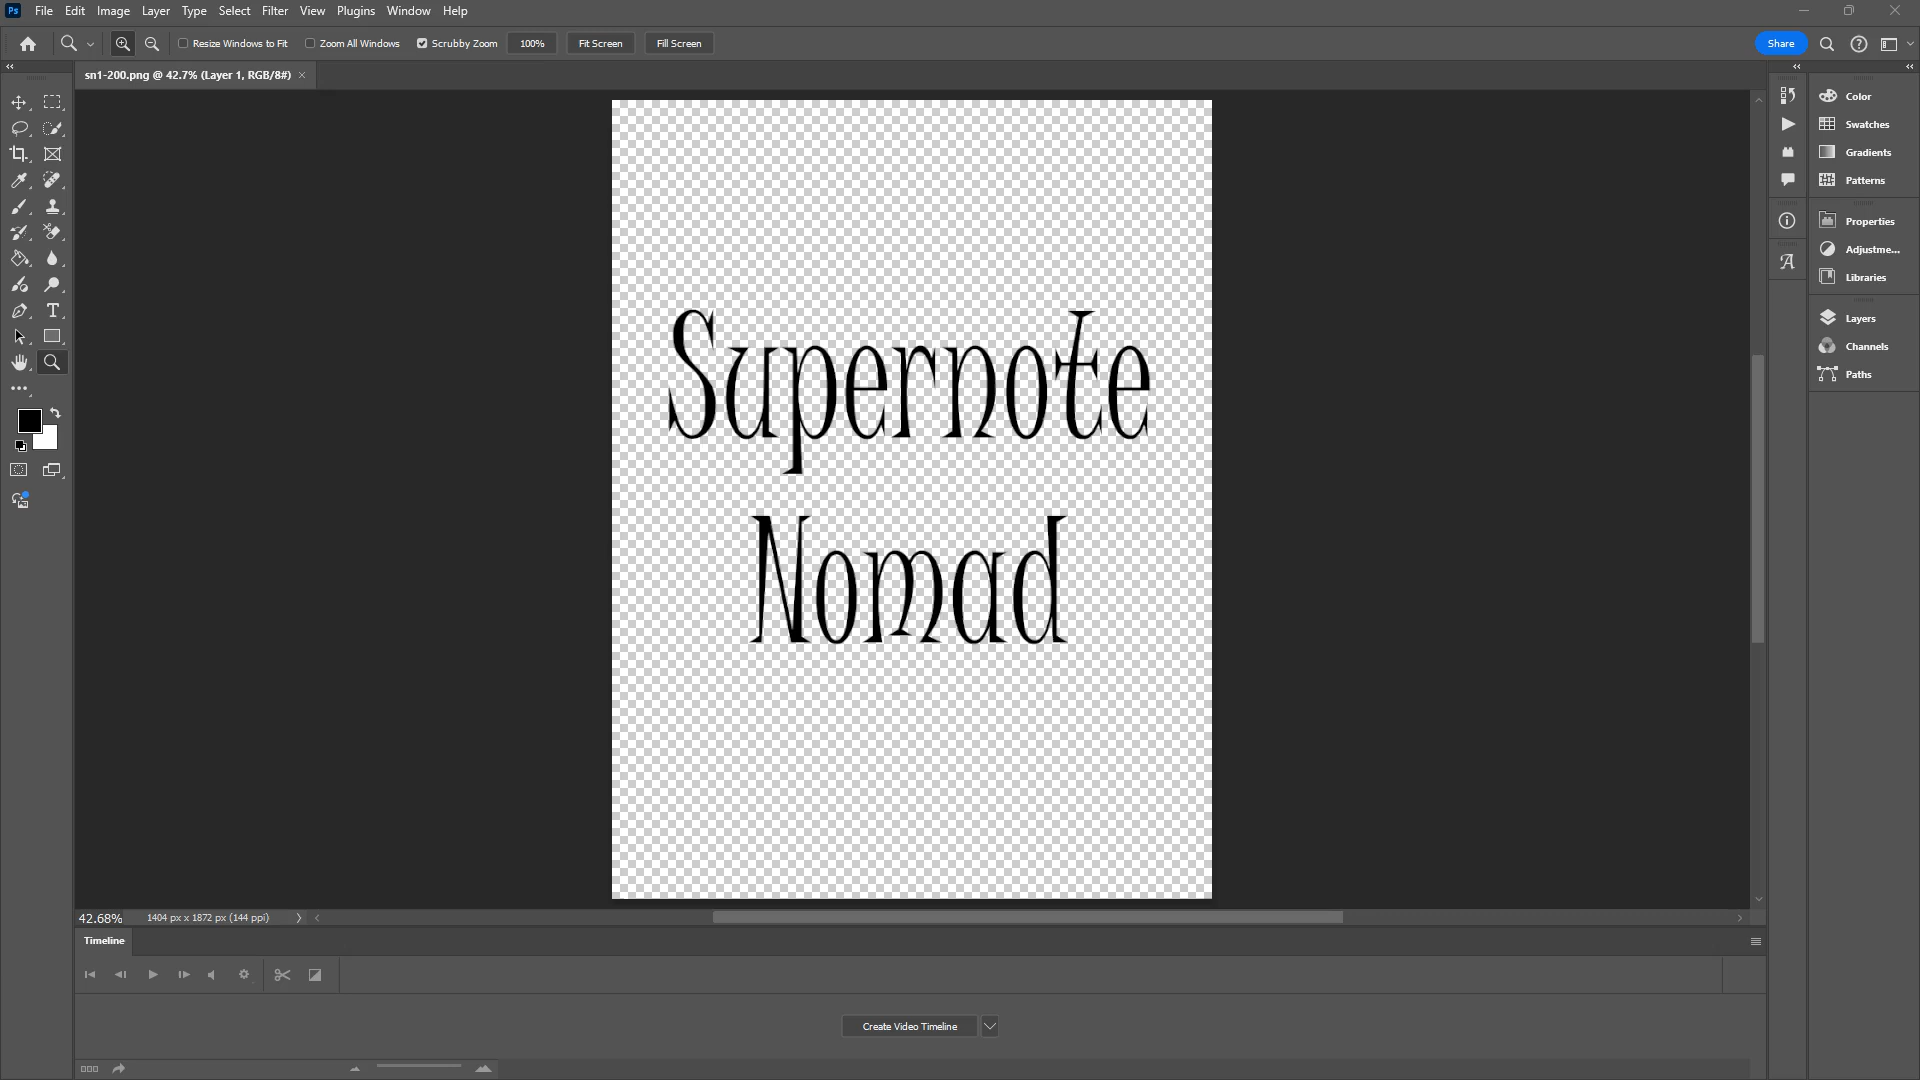 Ps File Edit Image Layer Type Select Filter View Plugins Window Help
Resize Windows to Fit Zoom All Windows Scrubby Zoom 100% Fit Screen Fill Screen Share
sn1-200.png @ 42.7% (Layer 1, RGB/8#)
Color
Swatches
Gradients
Patterns
Properties
Adjustme...
Libraries
Layers
Channels
Paths
Supernote
Nomad
42.68% 1404 px x 1872 px (144 ppi)
Timeline
Create Video Timeline